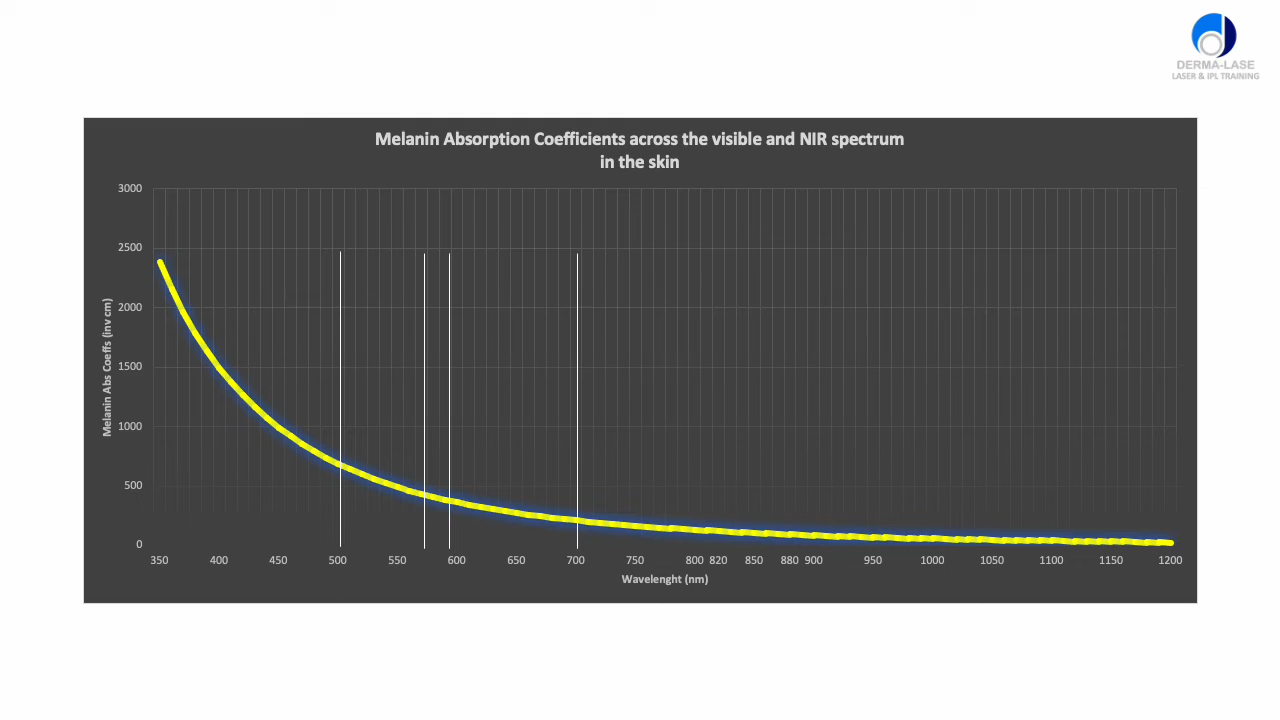 DERMA-LASE
LASER & IPL TRAINING
Melanin Absorption Coefficients across the visible and NIR spectrum
in the skin
Melanin Abs Coeffs (inv cm)
3000
2500
2000
1500
1000
500
0
350 400 450 500 550 600 650 700 750 800 820 850 880 900 950 1000 1050 1100 1150 1200
Wavelenght (nm)